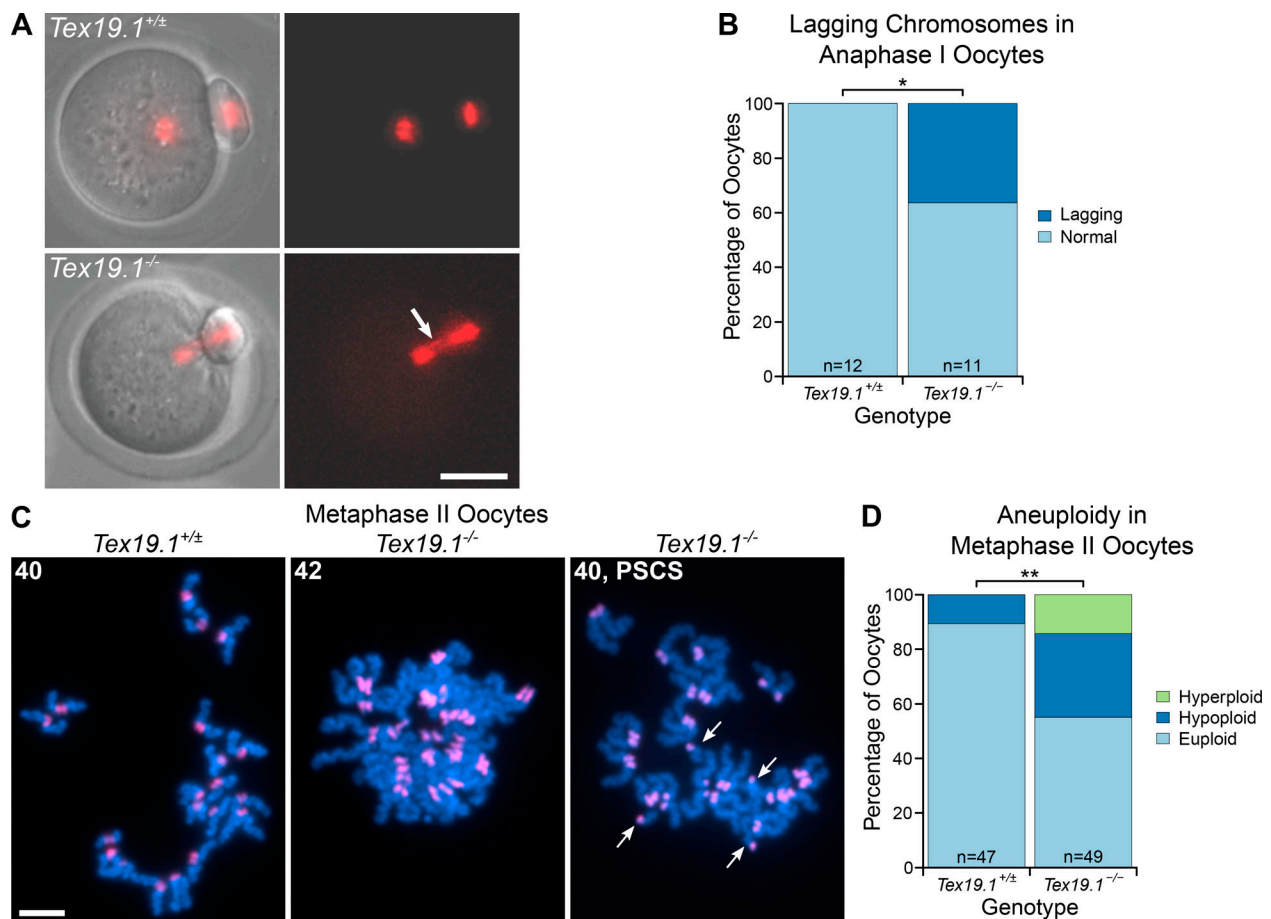 A
Tex19.1+/±
Tex19.1-/-
B
Lagging Chromosomes in
Anaphase I Oocytes
*
Percentage of Oocytes
100
80
60
40
20
0
n=12
n=11
Tex19.1+/±
Tex19.1−/−
Genotype
Lagging
Normal
C
Metaphase II Oocytes
Tex19.1+/±
Tex19.1-/-
Tex19.1-/-
40
42
40, PSCS
D
Aneuploidy in
Metaphase II Oocytes
**
Percentage of Oocytes
100
80
60
40
20
0
n=47
n=49
Tex19.1+/±
Tex19.1−/−
Genotype
Hyperploid
Hypoploid
Euploid